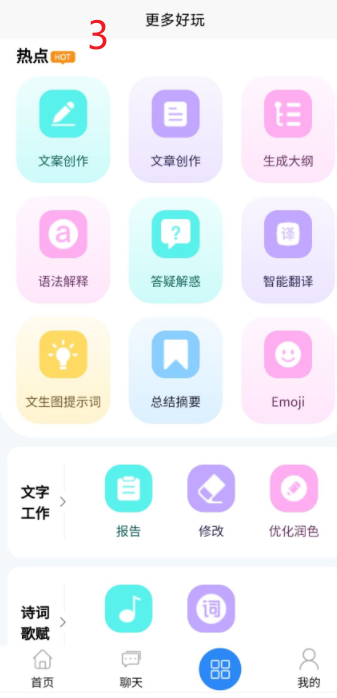 更多好玩
3
热点 HOT
文案创作 文章创作 生成大纲
a ? 译
语法解释 答疑解惑 智能翻译
文生图提示词 总结摘要 Emoji
文字
工作
报告 修改 优化润色
诗词
歌赋
词
首页 聊天 我的